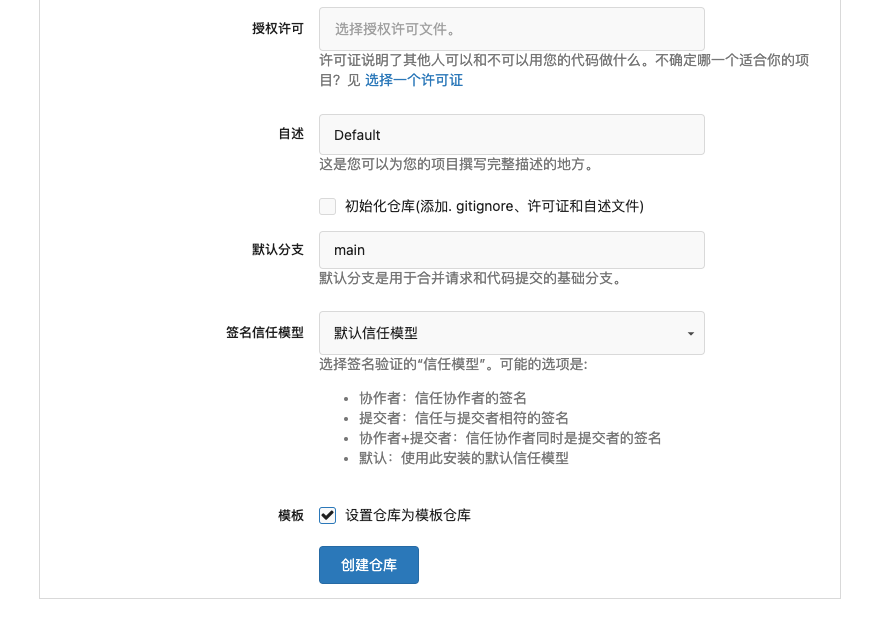 授权许可
选择授权许可文件。
许可证说明了其他人可以和不可以用您的代码做什么。不确定哪一个适合你的项
目？见 选择一个许可证
自述
Default
这是您可以为您的项目撰写完整描述的地方。
初始化仓库(添加. gitignore、许可证和自述文件)
默认分支
main
默认分支是用于合并请求和代码提交的基础分支。
签名信任模型
默认信任模型
选择签名验证的“信任模型”。可能的选项是:
• 协作者：信任协作者的签名
• 提交者：信任与提交者相符的签名
• 协作者+提交者：信任协作者同时是提交者的签名
• 默认：使用此安装的默认信任模型
模板
设置仓库为模板仓库
创建仓库